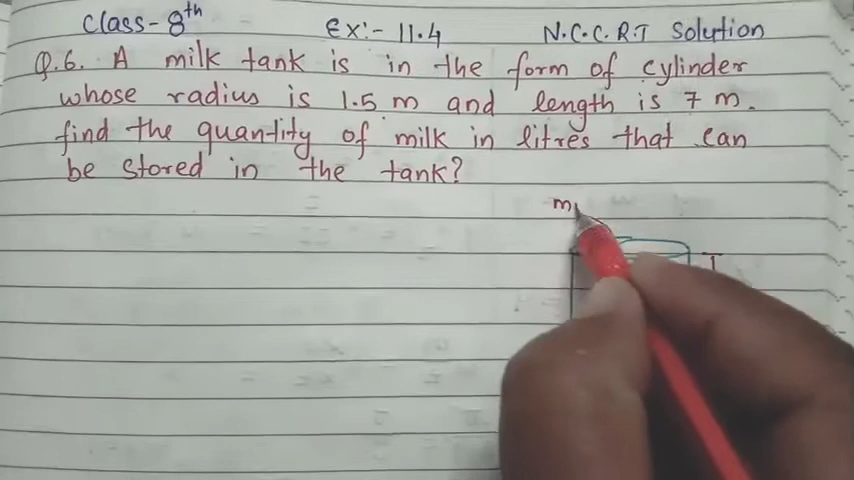 Class-8th Ex:- 11.4 N.C.C.R.T Solution
Q.6. A milk tank is in the form of cylinder
whose radius is 1.5 m and length is 7 m.
find the quantity of milk in litres that can
be stored in the tank?